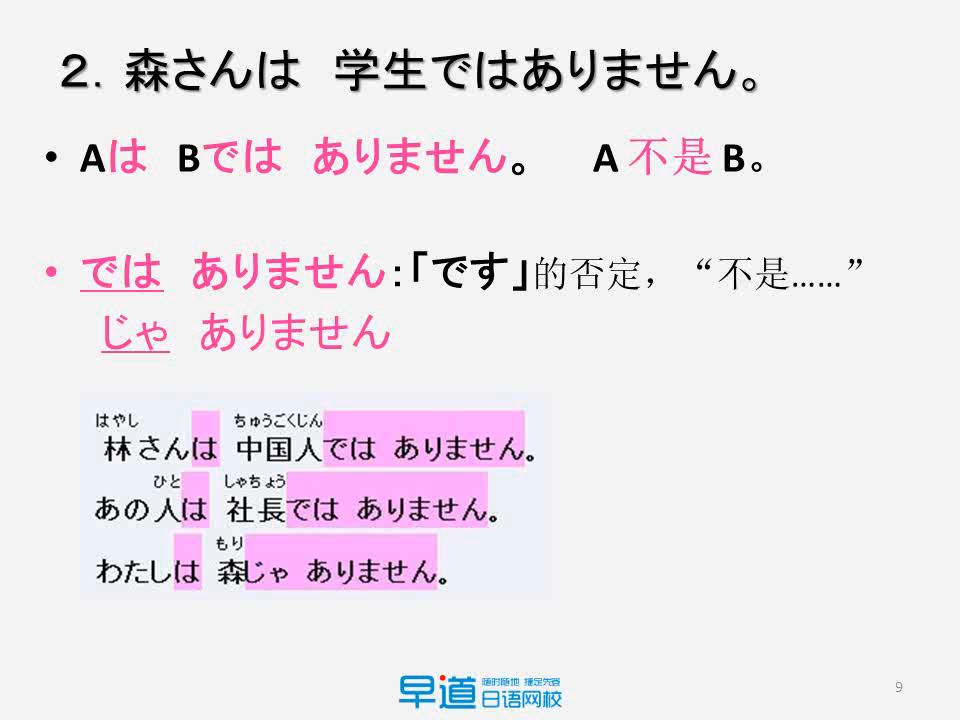 ２．森さんは　学生ではありません。
• Aは　Bでは　ありません。　A 不是 B。
• では　ありません：「です」的否定，“不是……”
じゃ　ありません
はやし　ちゅうごくじん
林さんは　中国人では ありません。
ひと　しゃちょう
あの人は　社長では ありません。
もり
わたしは　森じゃ ありません。
早道 随时随地 搞定先要 日语网校
9